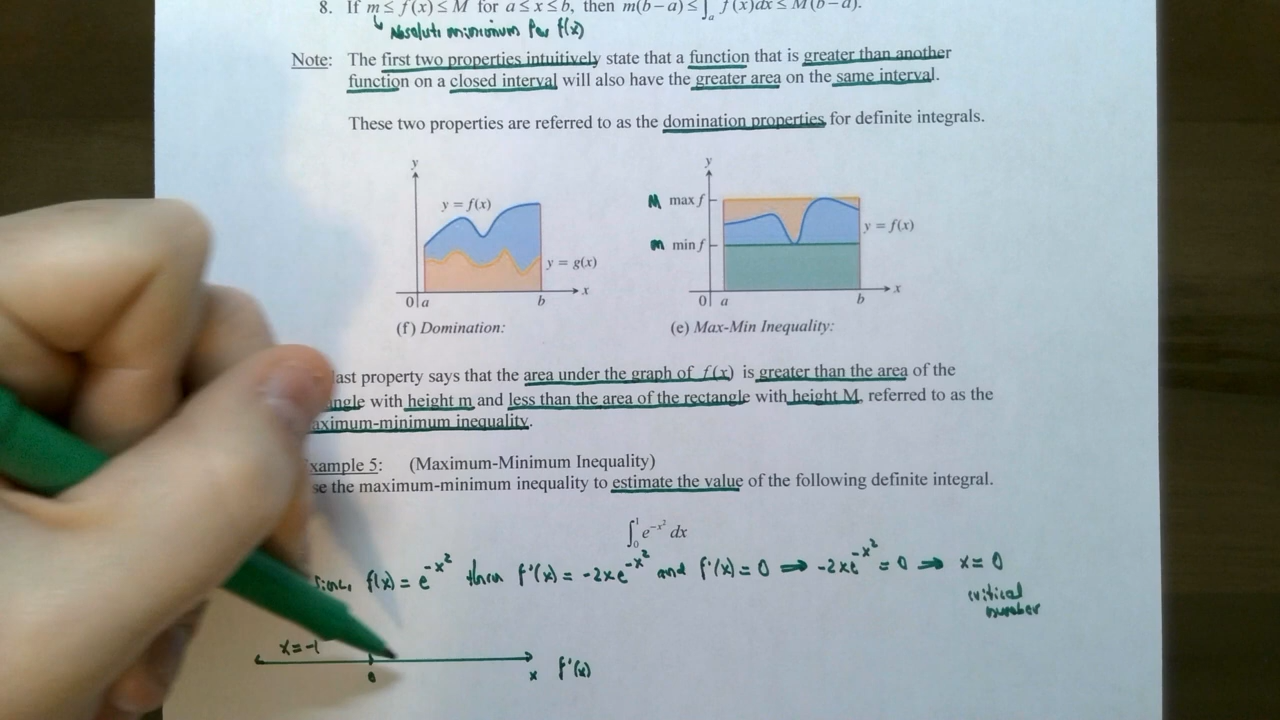 8. If m ≤ f(x) ≤ M for a ≤ x ≤ b, then m(b−a) ≤ ∫ₐ f(x)dx ≤ M(b−a).
Absolute minimum for f(x)
Note: The first two properties intuitively state that a function that is greater than another
function on a closed interval will also have the greater area on the same interval.
These two properties are referred to as the domination properties for definite integrals.
y
y = f(x)
y = g(x)
0 a b x
(f) Domination:
y
M max f
m min f
y = f(x)
0 a b x
(e) Max-Min Inequality:
last property says that the area under the graph of f(x) is greater than the area of the
angle with height m and less than the area of the rectangle with height M, referred to as the
aximum-minimum inequality.
xample 5: (Maximum-Minimum Inequality)
se the maximum-minimum inequality to estimate the value of the following definite integral.
∫₀¹ e^{-x²} dx
Since f(x) = e^{-x²} then f'(x) = -2xe^{-x²} and f'(x) = 0 ⇒ -2xe^{-x²} = 0 ⇒ x = 0
critical
number
x = -1
0 x f'(x)